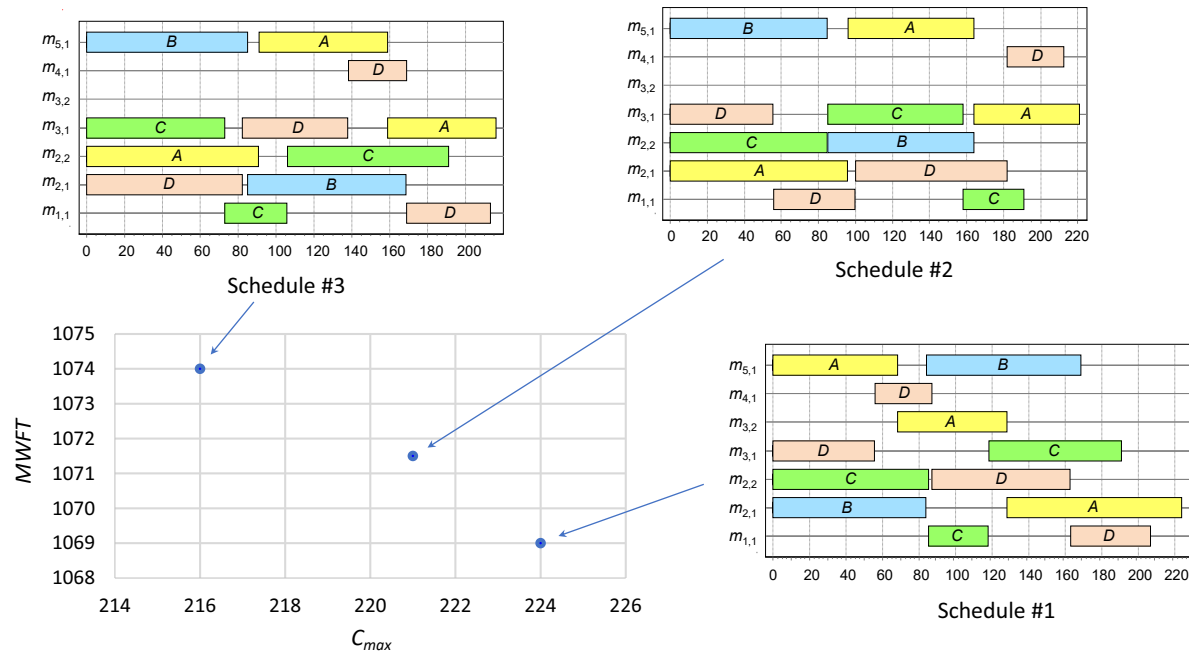 m5,1 B A
m4,1 D
m3,2
m3,1 C D A
m2,2 A C
m2,1 D B
m1,1 C D
0 20 40 60 80 100 120 140 160 180 200
Schedule #3
m5,1 B A
m4,1 D
m3,2
m3,1 D C A
m2,2 C B
m2,1 A D
m1,1 D C
0 20 40 60 80 100 120 140 160 180 200 220
Schedule #2
1075
1074
1073
1072
1071
1070
1069
1068
MWFT
214 216 218 220 222 224 226
Cmax
m5,1 A B
m4,1 D
m3,2 A
m3,1 D C
m2,2 C D
m2,1 B A
m1,1 C D
0 20 40 60 80 100 120 140 160 180 200 220
Schedule #1